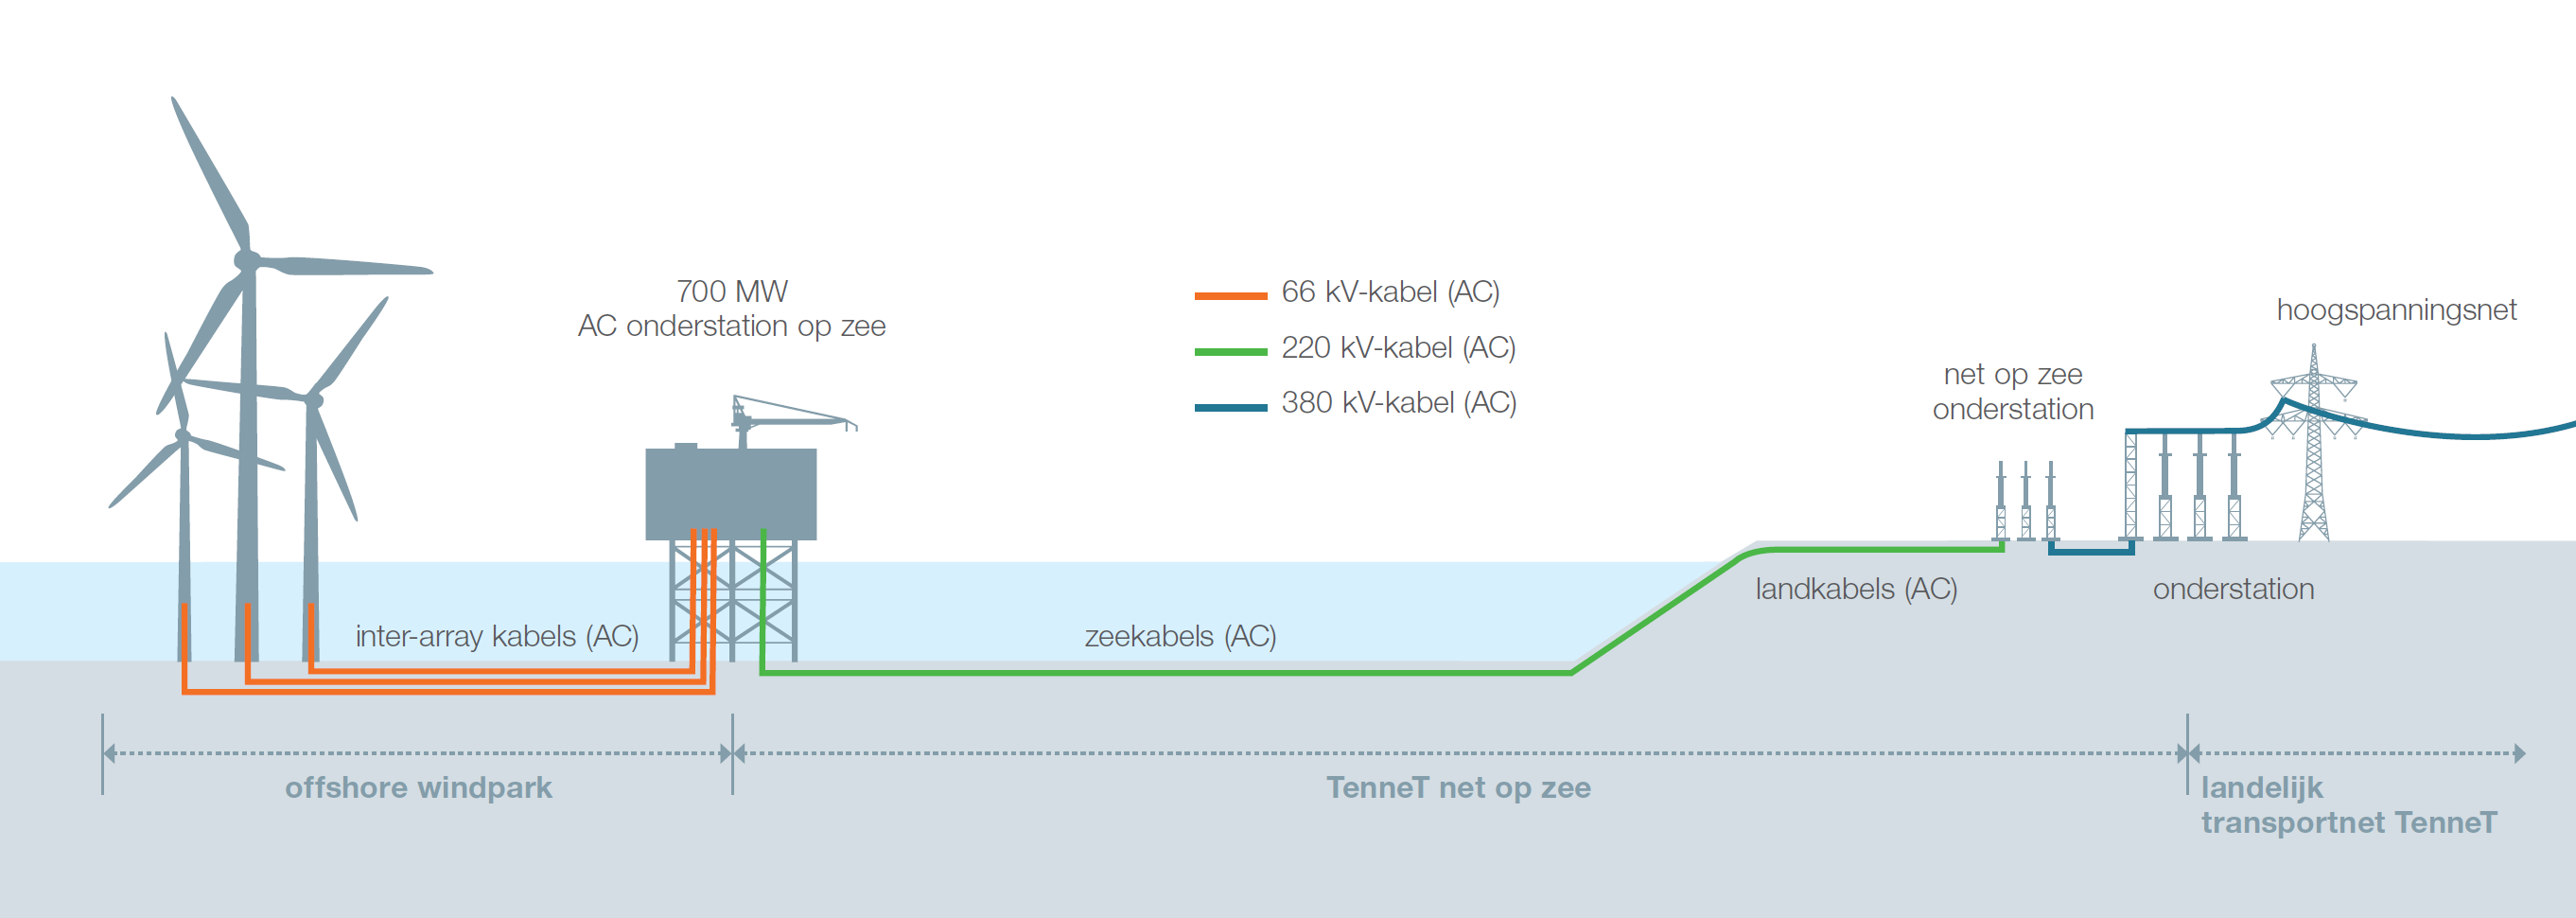 700 MW
AC onderstation op zee
66 kV-kabel (AC)
220 kV-kabel (AC)
380 kV-kabel (AC)
hoogspanningsnet
net op zee
onderstation
inter-array kabels (AC)
zeekabels (AC)
landkabels (AC)
onderstation
offshore windpark
TenneT net op zee
landelijk
transportnet TenneT